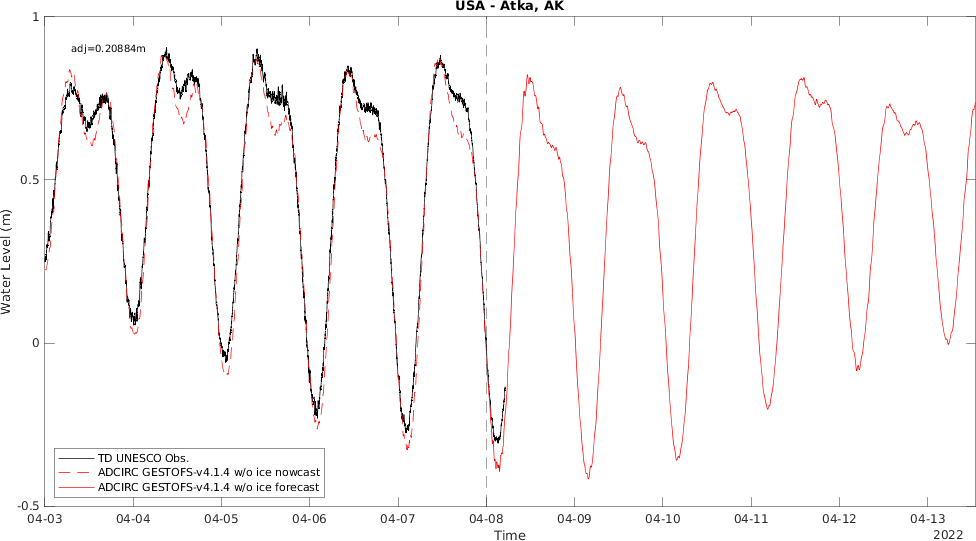 USA - Atka, AK
adj=0.20884m
1
0.5
0
-0.5
Water Level (m)
TD UNESCO Obs.
ADCIRC GESTOFS-v4.1.4 w/o ice nowcast
ADCIRC GESTOFS-v4.1.4 w/o ice forecast
04-03 04-04 04-05 04-06 04-07 04-08 04-09 04-10 04-11 04-12 04-13
Time
2022